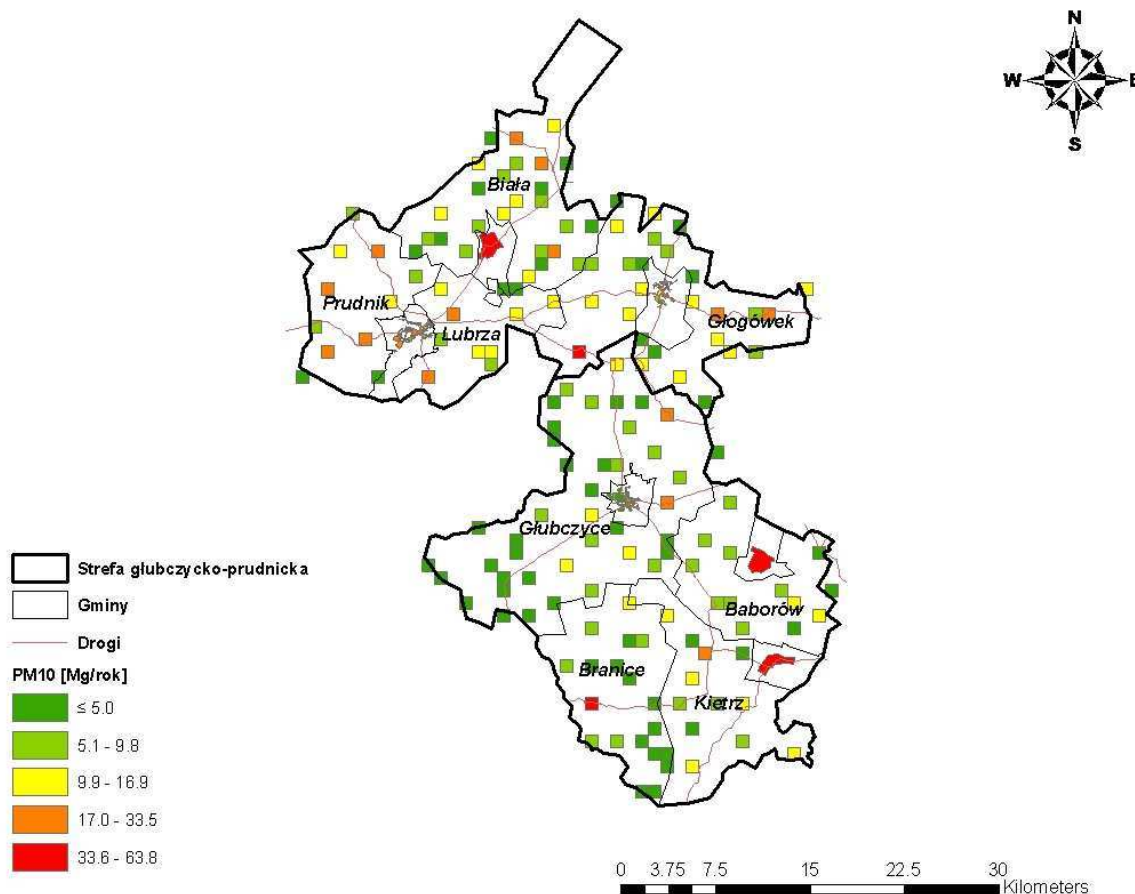 N
W E
S
Biała
Prudnik
Lubrza
Głogówek
Głubczyce
Baborów
Branice
Kietrz
Strefa głubczycko-prudnicka
Gminy
Drogi
PM10 [Mg/rok]
≤ 5.0
5.1 - 9.8
9.9 - 16.9
17.0 - 33.5
33.6 - 63.8
0 3.75 7.5 15 22.5 30
Kilometers